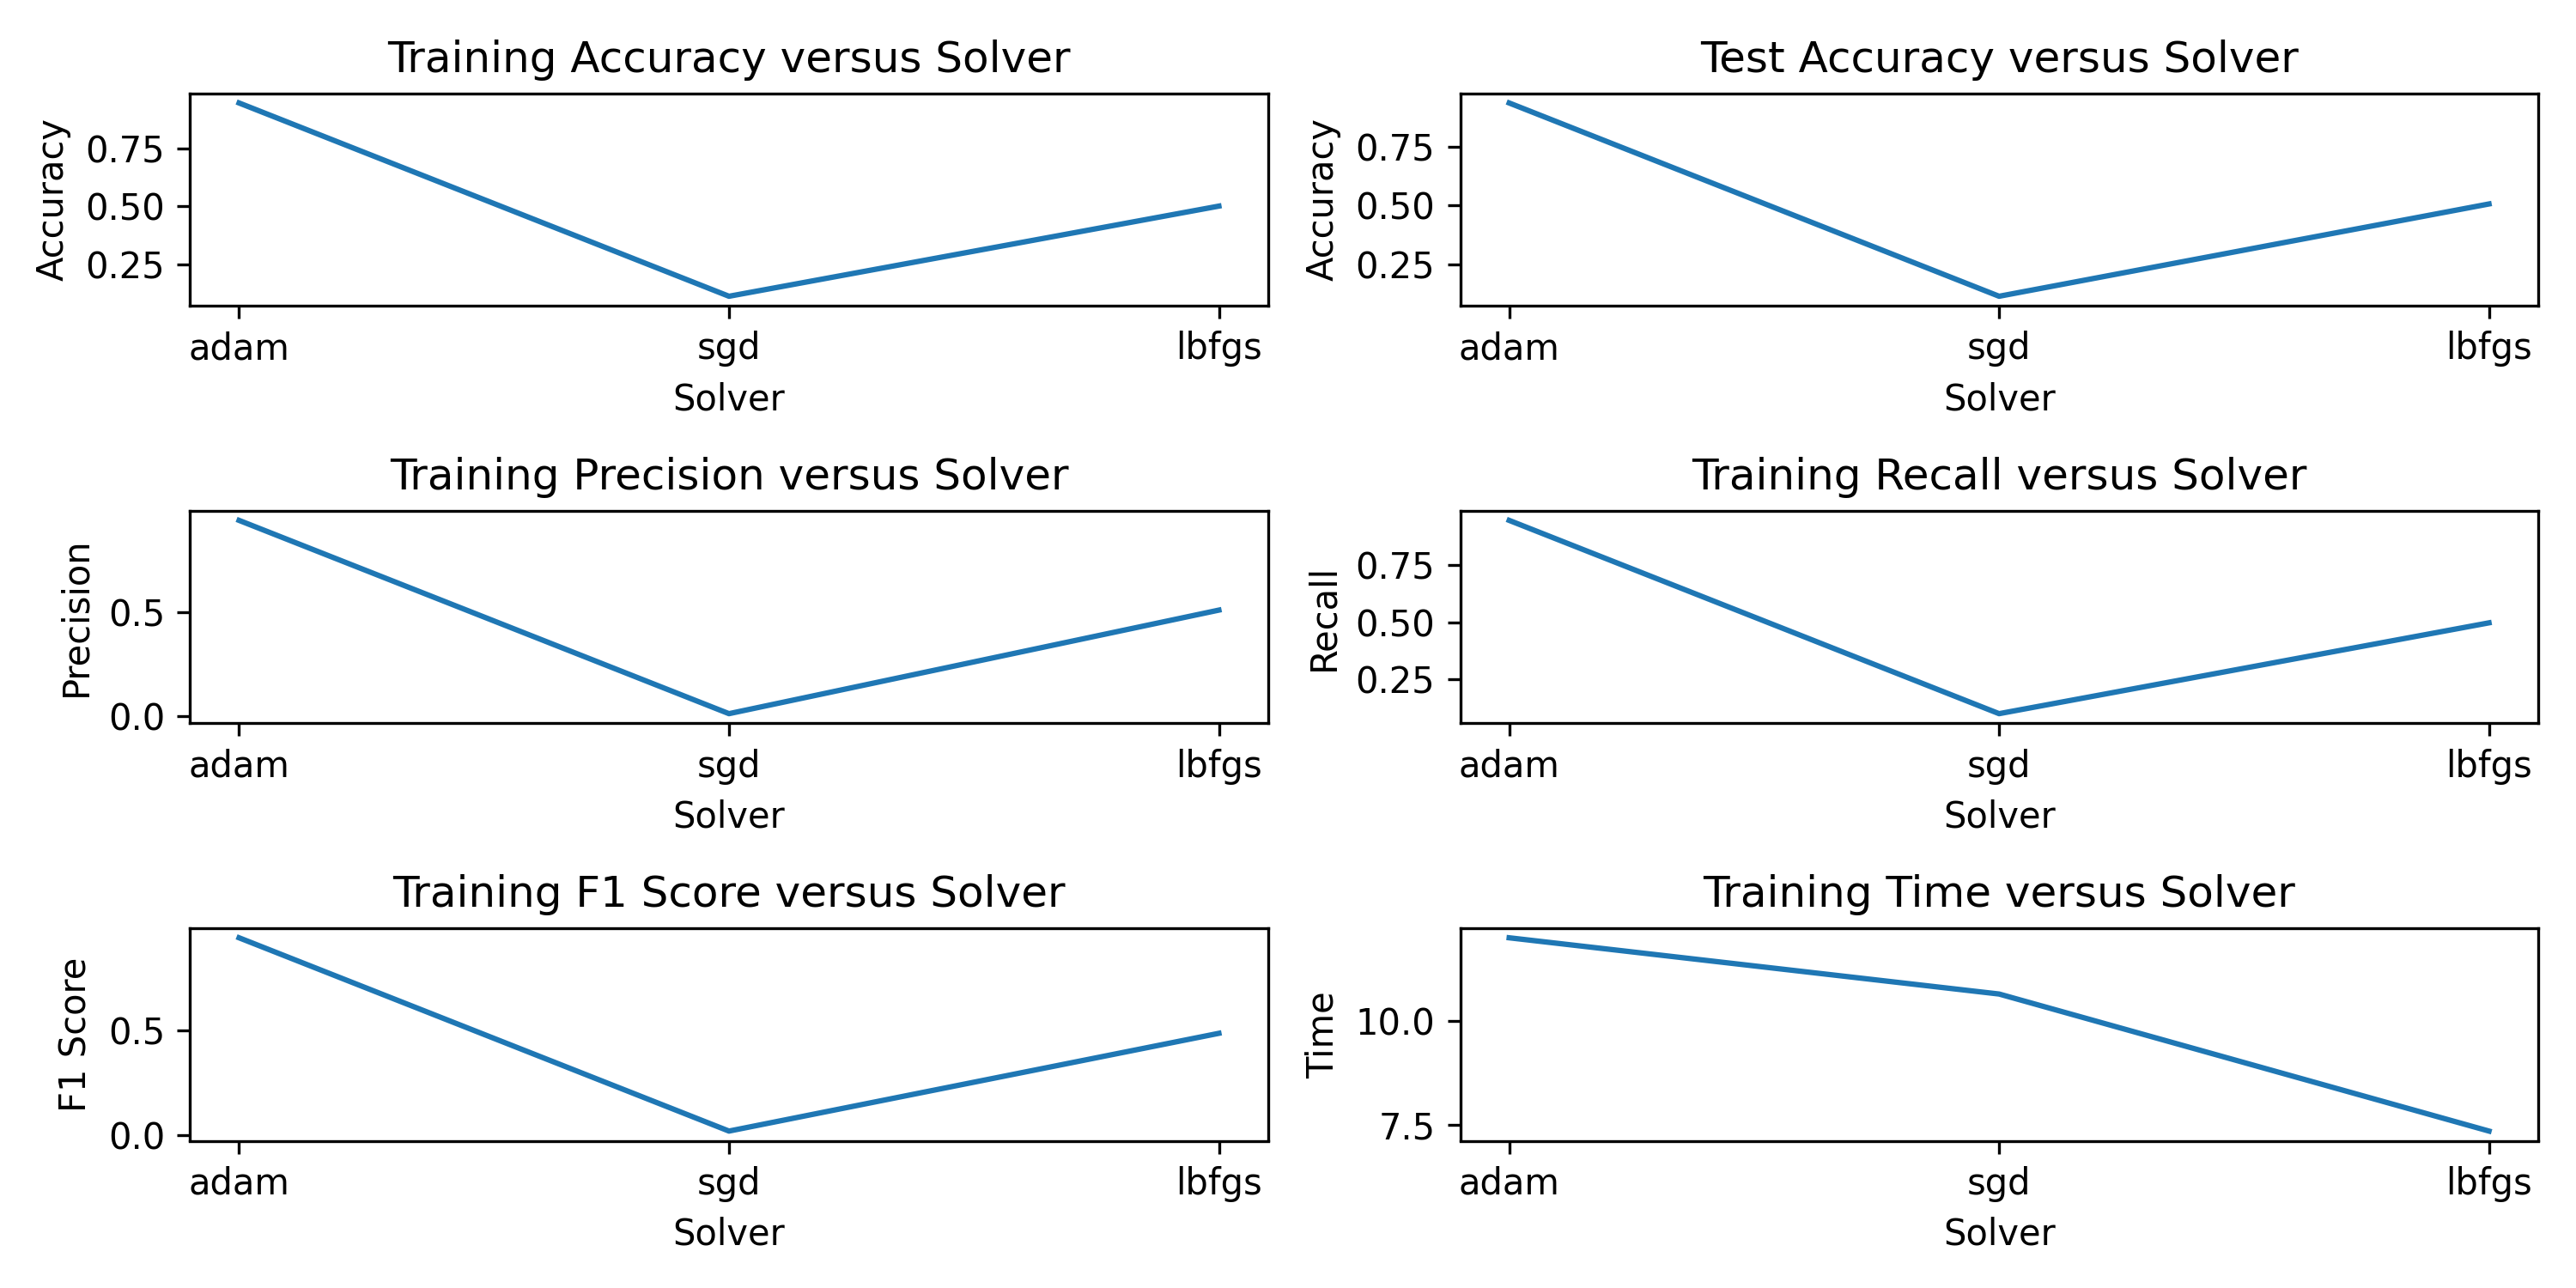 Training Accuracy versus Solver
Accuracy
0.75
0.50
0.25
adam sgd lbfgs
Solver
Test Accuracy versus Solver
Accuracy
0.75
0.50
0.25
adam sgd lbfgs
Solver
Training Precision versus Solver
Precision
0.5
0.0
adam sgd lbfgs
Solver
Training Recall versus Solver
Recall
0.75
0.50
0.25
adam sgd lbfgs
Solver
Training F1 Score versus Solver
F1 Score
0.5
0.0
adam sgd lbfgs
Solver
Training Time versus Solver
Time
10.0
7.5
adam sgd lbfgs
Solver